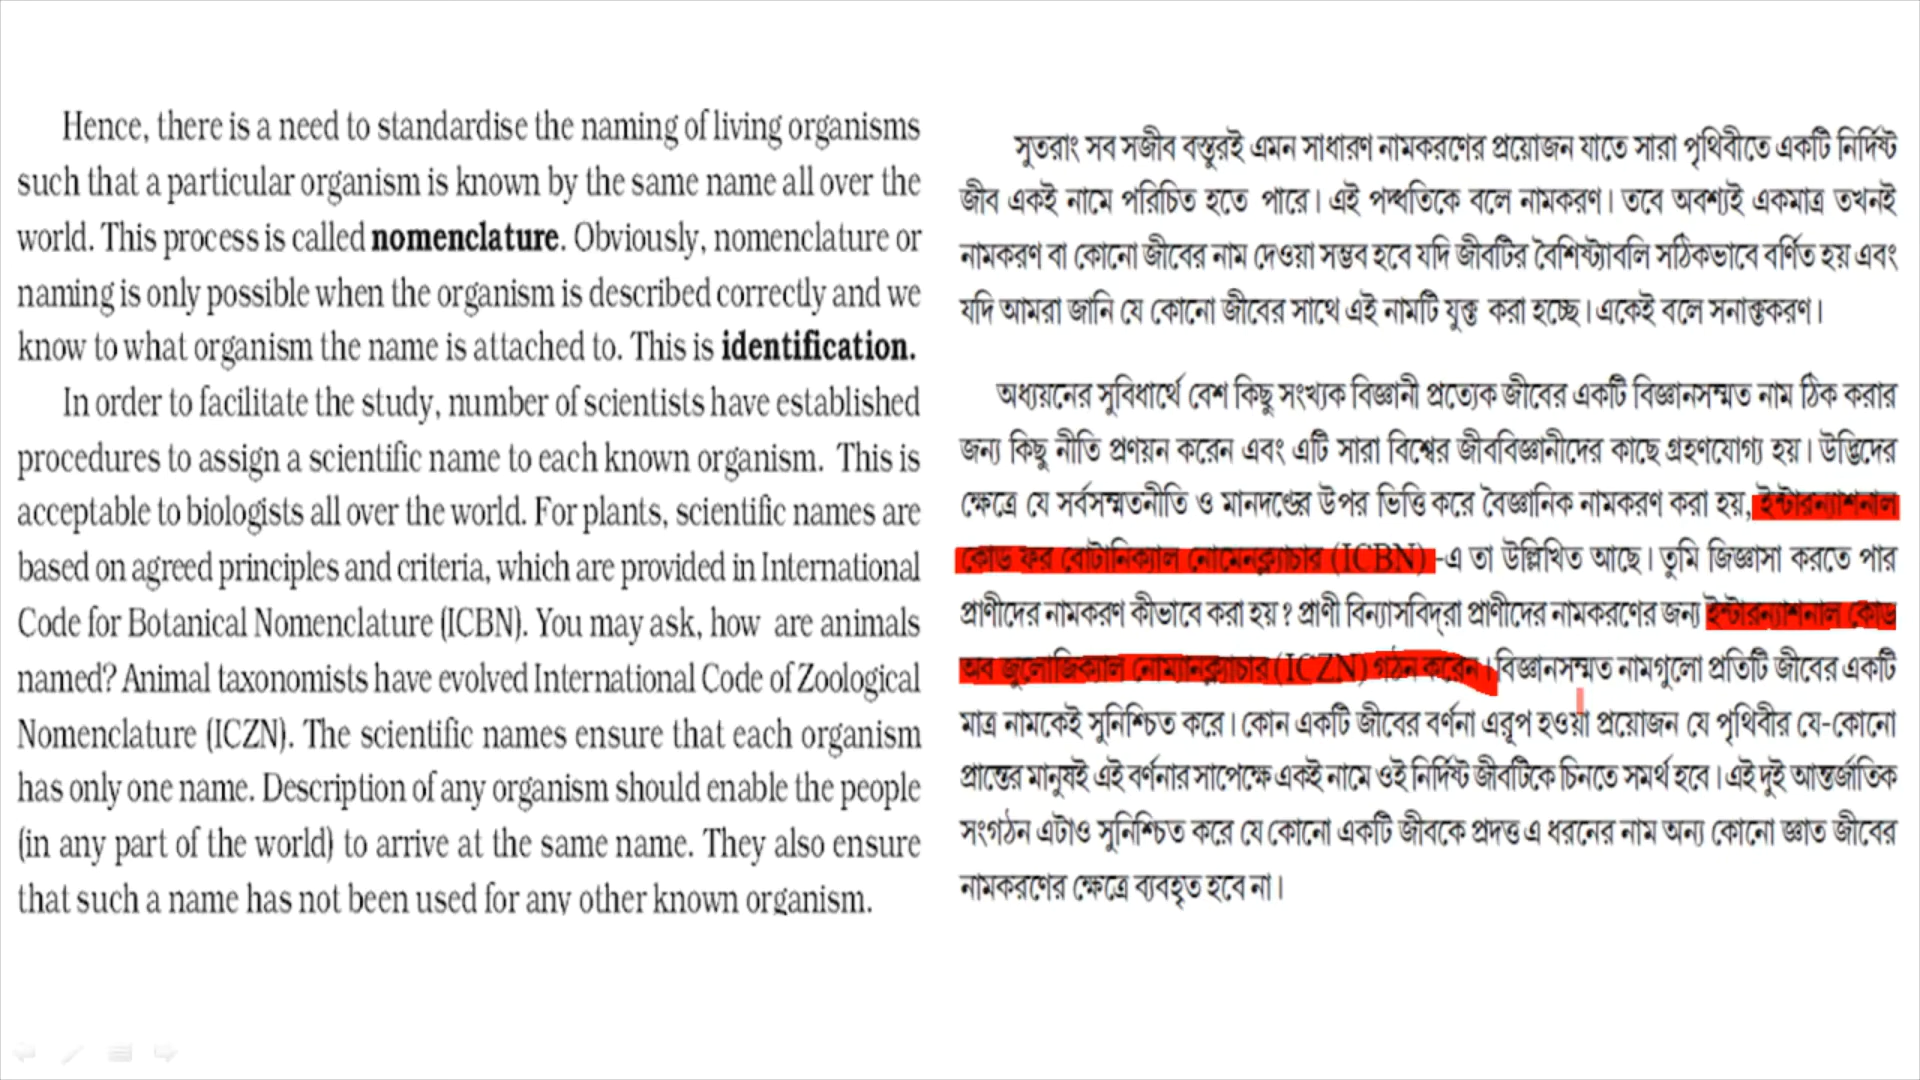 Hence, there is a need to standardise the naming of living organisms
such that a particular organism is known by the same name all over the
world. This process is called nomenclature. Obviously, nomenclature or
naming is only possible when the organism is described correctly and we
know to what organism the name is attached to. This is identification.
In order to facilitate the study, number of scientists have established
procedures to assign a scientific name to each known organism. This is
acceptable to biologists all over the world. For plants, scientific names are
based on agreed principles and criteria, which are provided in International
Code for Botanical Nomenclature (ICBN). You may ask, how are animals
named? Animal taxonomists have evolved International Code of Zoological
Nomenclature (ICZN). The scientific names ensure that each organism
has only one name. Description of any organism should enable the people
(in any part of the world) to arrive at the same name. They also ensure
that such a name has not been used for any other known organism.
সুতরাং সব সজীব বস্তুরই এমন সাধারণ নামকরণের প্রয়োজন যাতে সারা পৃথিবীতে একটি নির্দিষ্ট
জীব একই নামে পরিচিত হতে পারে। এই পদ্ধতিকে বলে নামকরণ। তবে অবশ্যই একমাত্র তখনই
নামকরণ বা কোনো জীবের নাম দেওয়া সম্ভব হবে যদি জীবটির বৈশিষ্ট্যাবলি সঠিকভাবে বর্ণিত হয় এবং
যদি আমরা জানি যে কোনো জীবের সাথে এই নামটি যুক্ত করা হচ্ছে। একেই বলে সনাক্তকরণ।
অধ্যয়নের সুবিধার্থে বেশ কিছু সংখ্যক বিজ্ঞানী প্রত্যেক জীবের একটি বিজ্ঞানসম্মত নাম ঠিক করার
জন্য কিছু নীতি প্রণয়ন করেন এবং এটি সারা বিশ্বের জীববিজ্ঞানীদের কাছে গ্রহণযোগ্য হয়। উদ্ভিদের
ক্ষেত্রে যে সর্বসম্মতনীতি ও মানদণ্ডের উপর ভিত্তি করে বৈজ্ঞানিক নামকরণ করা হয়, ইন্টারন্যাশনাল
কোড ফর বোটানিক্যাল নোমেনক্ল্যাচার (ICBN) -এ তা উল্লিখিত আছে। তুমি জিজ্ঞাসা করতে পার
প্রাণীদের নামকরণ কীভাবে করা হয়? প্রাণী বিন্যাসবিদ্‌রা প্রাণীদের নামকরণের জন্য ইন্টারন্যাশনাল কোড
অব জুলোজিক্যাল নোম্যানক্ল্যাচার (ICZN) গঠন করেন। বিজ্ঞানসম্মত নামগুলো প্রতিটি জীবের একটি
মাত্র নামকেই সুনিশ্চিত করে। কোন একটি জীবের বর্ণনা এরূপ হওয়া প্রয়োজন যে পৃথিবীর যে-কোনো
প্রান্তের মানুষই এই বর্ণনার সাপেক্ষে একই নামে ওই নির্দিষ্ট জীবটিকে চিনতে সমর্থ হবে। এই দুই আন্তর্জাতিক
সংগঠন এটাও সুনিশ্চিত করে যে কোনো একটি জীবকে প্রদত্ত এ ধরনের নাম অন্য কোনো জ্ঞাত জীবের
নামকরণের ক্ষেত্রে ব্যবহৃত হবে না।